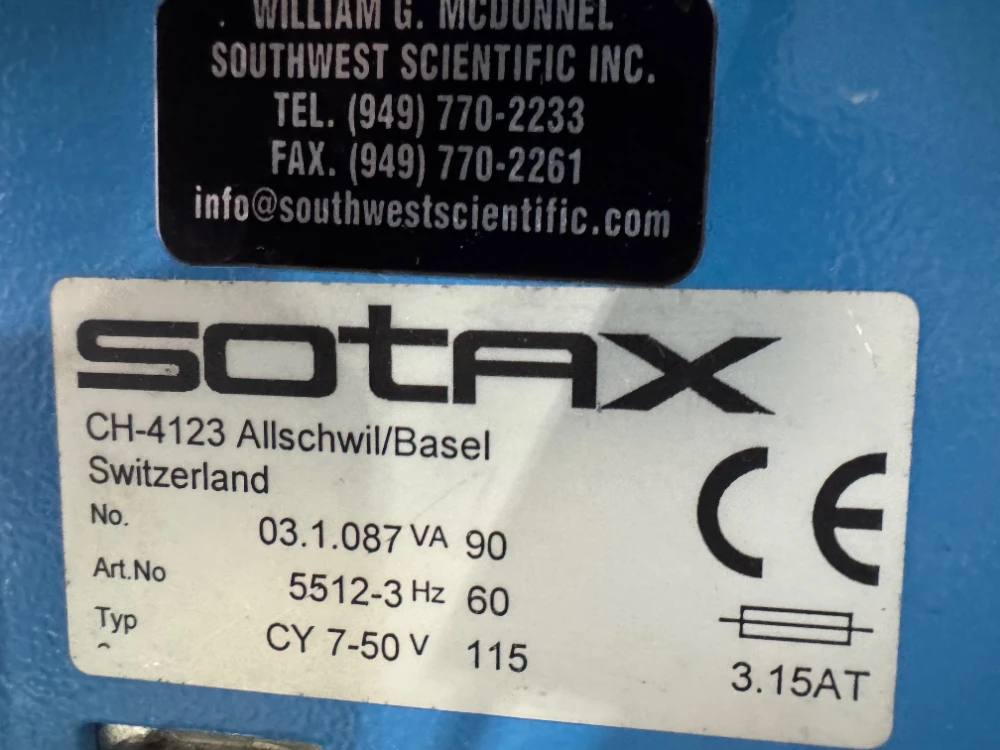 WILLIAM G. MCDONNEL
SOUTHWEST SCIENTIFIC INC.
TEL. (949) 770-2233
FAX. (949) 770-2261
info@southwestscientific.com
sotax
CH-4123 Allschwil/Basel
Switzerland
No. 03.1.087 VA 90
Art.No 5512-3 Hz 60
Typ CY 7-50 V 115
CE
3.15AT